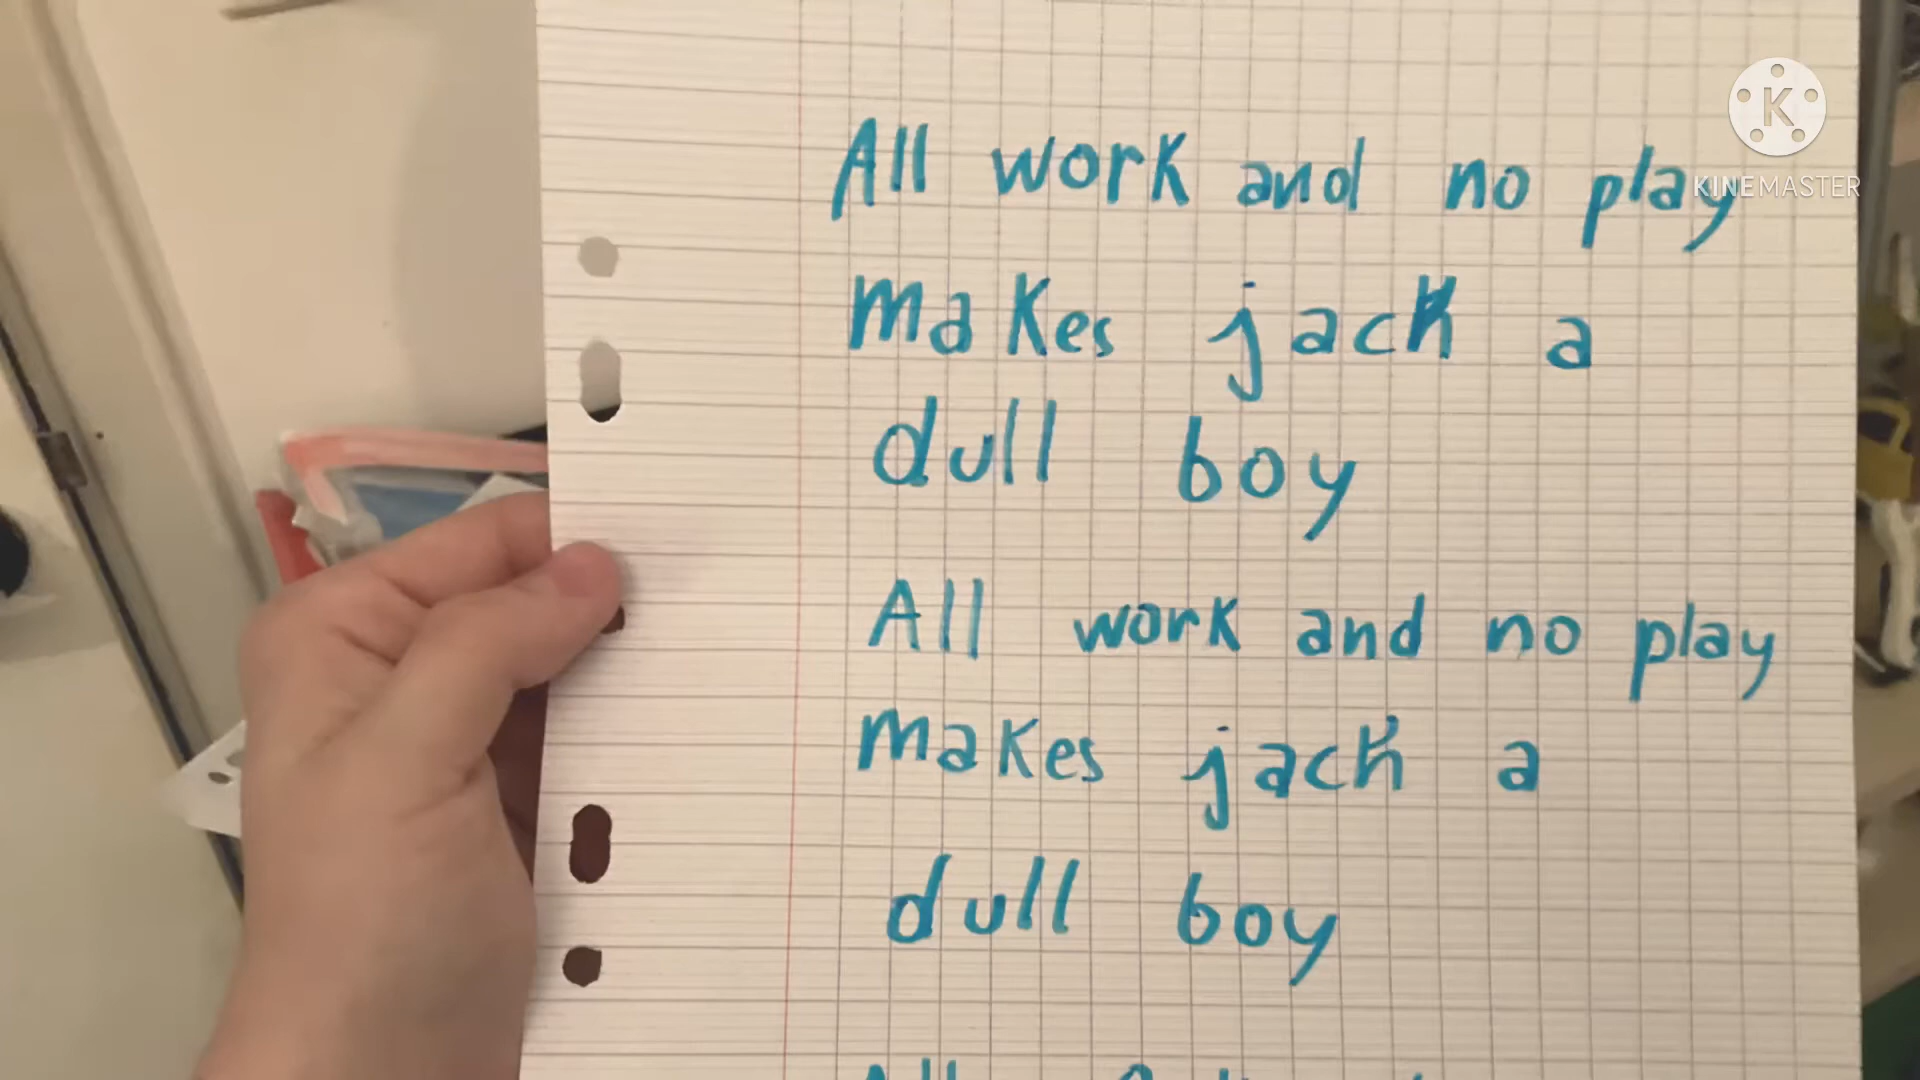 All work and no play
makes jack a
dull boy
All work and no play
makes jack a
dull boy
All
K
KINEMASTER